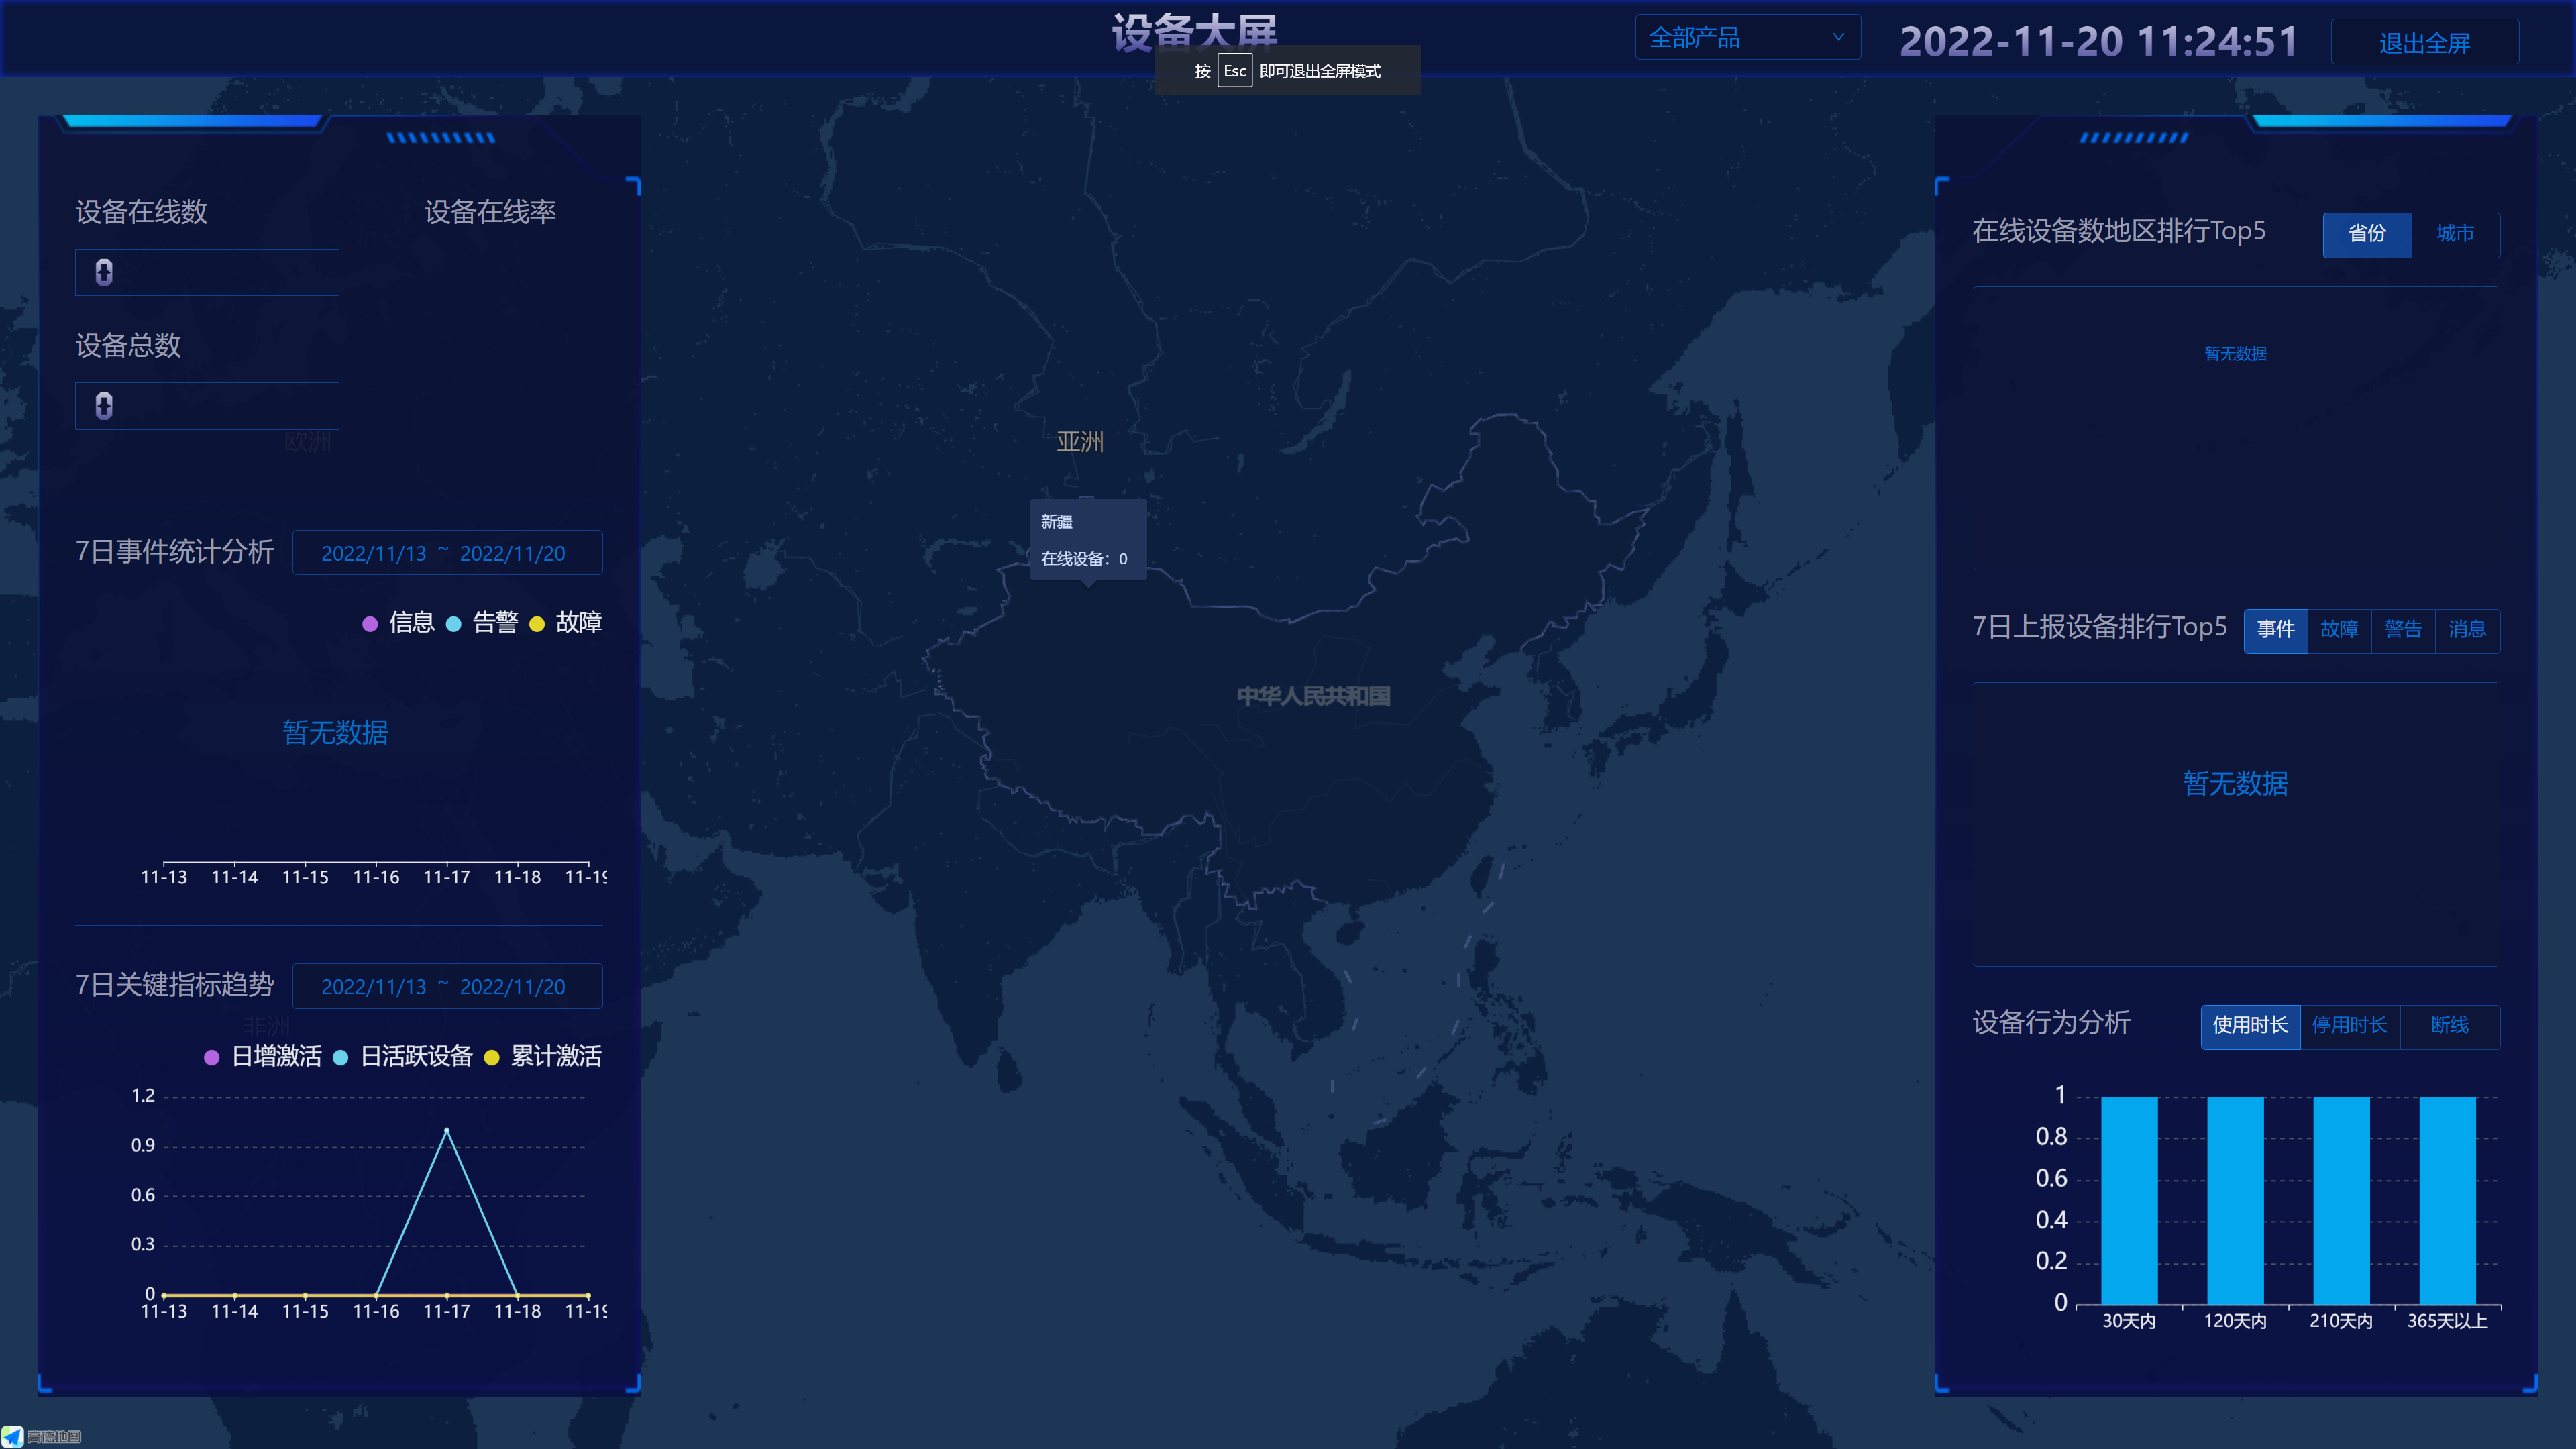 设备大屏
全部产品
2022-11-20 11:24:51
退出全屏
按 Esc 即可退出全屏模式
设备在线数
设备在线率
0
设备总数
0
欧洲
7日事件统计分析
2022/11/13 ~ 2022/11/20
信息 告警 故障
暂无数据
11-13 11-14 11-15 11-16 11-17 11-18 11-19
7日关键指标趋势
2022/11/13 ~ 2022/11/20
非洲
日增激活 日活跃设备 累计激活
1.2
0.9
0.6
0.3
0
11-13 11-14 11-15 11-16 11-17 11-18 11-19
高德地图
亚洲
新疆
在线设备：0
中华人民共和国
在线设备数地区排行Top5
省份 城市
暂无数据
7日上报设备排行Top5
事件 故障 警告 消息
暂无数据
设备行为分析
使用时长 停用时长 断线
1
0.8
0.6
0.4
0.2
0
30天内 120天内 210天内 365天以上